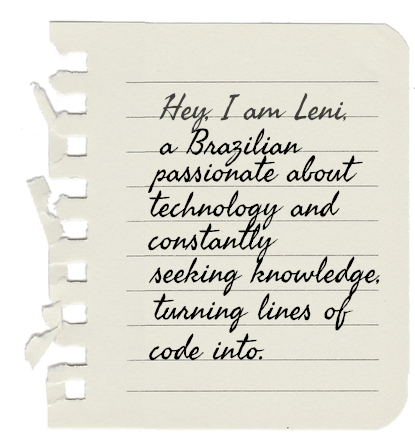 Hey, I am Leni,
a Brazilian
passionate about
technology and
constantly
seeking knowledge,
turning lines of
code into.